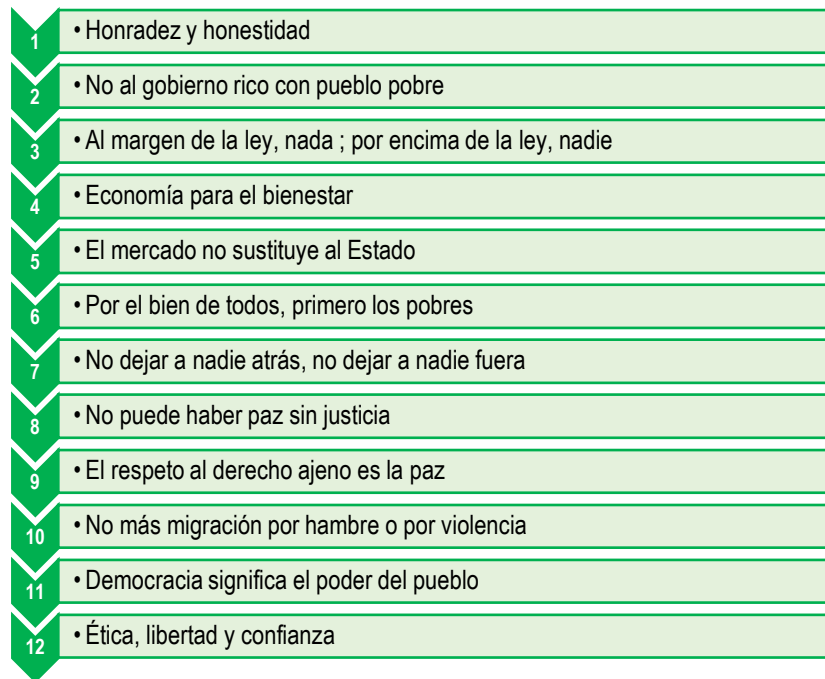 1 • Honradez y honestidad
2 • No al gobierno rico con pueblo pobre
3 • Al margen de la ley, nada ; por encima de la ley, nadie
4 • Economía para el bienestar
5 • El mercado no sustituye al Estado
6 • Por el bien de todos, primero los pobres
7 • No dejar a nadie atrás, no dejar a nadie fuera
8 • No puede haber paz sin justicia
9 • El respeto al derecho ajeno es la paz
10 • No más migración por hambre o por violencia
11 • Democracia significa el poder del pueblo
12 • Ética, libertad y confianza